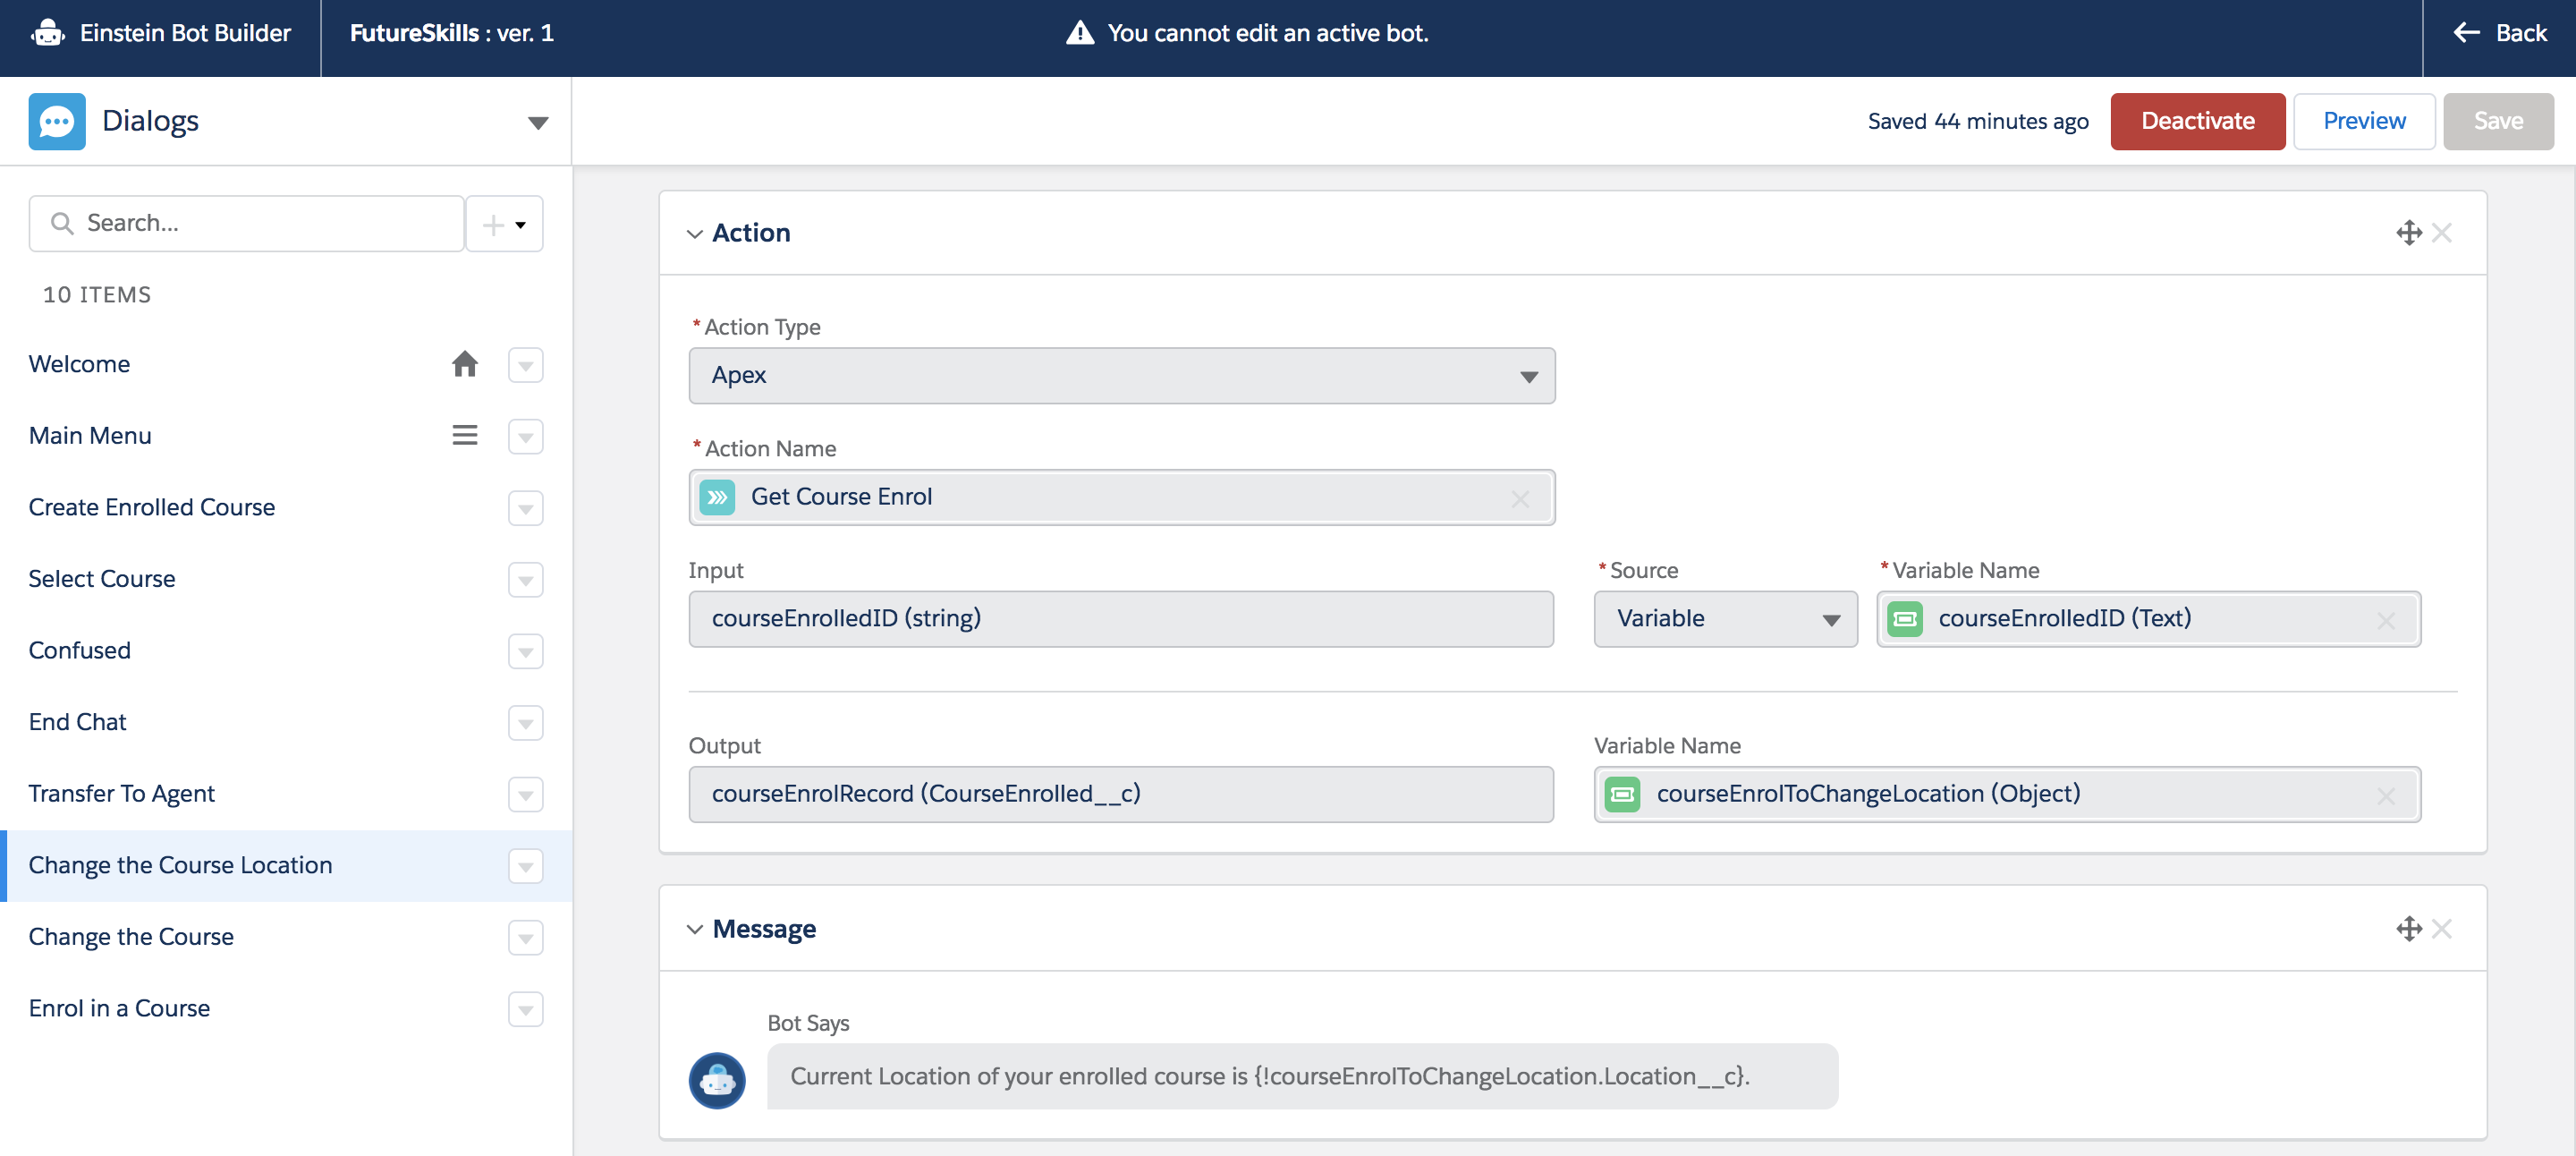 Einstein Bot Builder
FutureSkills : ver. 1
You cannot edit an active bot.
Back
Dialogs
Saved 44 minutes ago
Deactivate
Preview
Save
Search...
10 ITEMS
Welcome
Main Menu
Create Enrolled Course
Select Course
Confused
End Chat
Transfer To Agent
Change the Course Location
Change the Course
Enrol in a Course
Action
* Action Type
Apex
* Action Name
Get Course Enrol
Input
* Source
* Variable Name
courseEnrolledID (string)
Variable
courseEnrolledID (Text)
Output
Variable Name
courseEnrolRecord (CourseEnrolled__c)
courseEnrolToChangeLocation (Object)
Message
Bot Says
Current Location of your enrolled course is {!courseEnrolToChangeLocation.Location__c}.